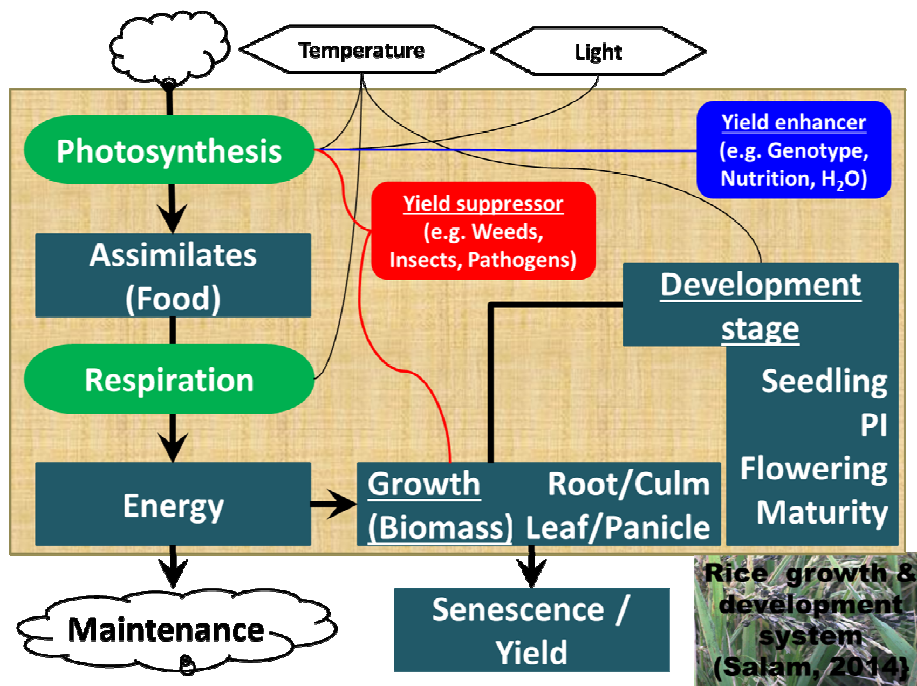 Temperature
Light
Photosynthesis
Yield enhancer
(e.g. Genotype,
Nutrition, H₂O)
Yield suppressor
(e.g. Weeds,
Insects, Pathogens)
Assimilates
(Food)
Development
stage
Respiration
Seedling
PI
Flowering
Maturity
Energy
Growth
(Biomass)
Root/Culm
Leaf/Panicle
Maintenance
Senescence /
Yield
Rice growth &
development
system
(Salam, 2014}